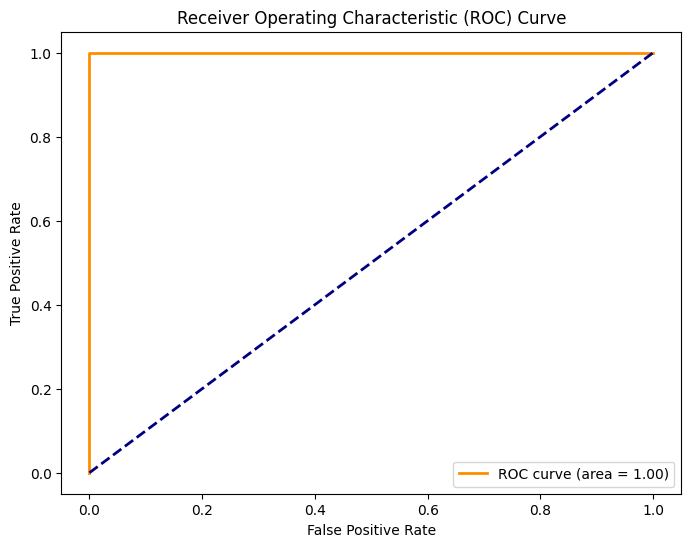 Receiver Operating Characteristic (ROC) Curve
True Positive Rate
1.0
0.8
0.6
0.4
0.2
0.0
ROC curve (area = 1.00)
0.0 0.2 0.4 0.6 0.8 1.0
False Positive Rate